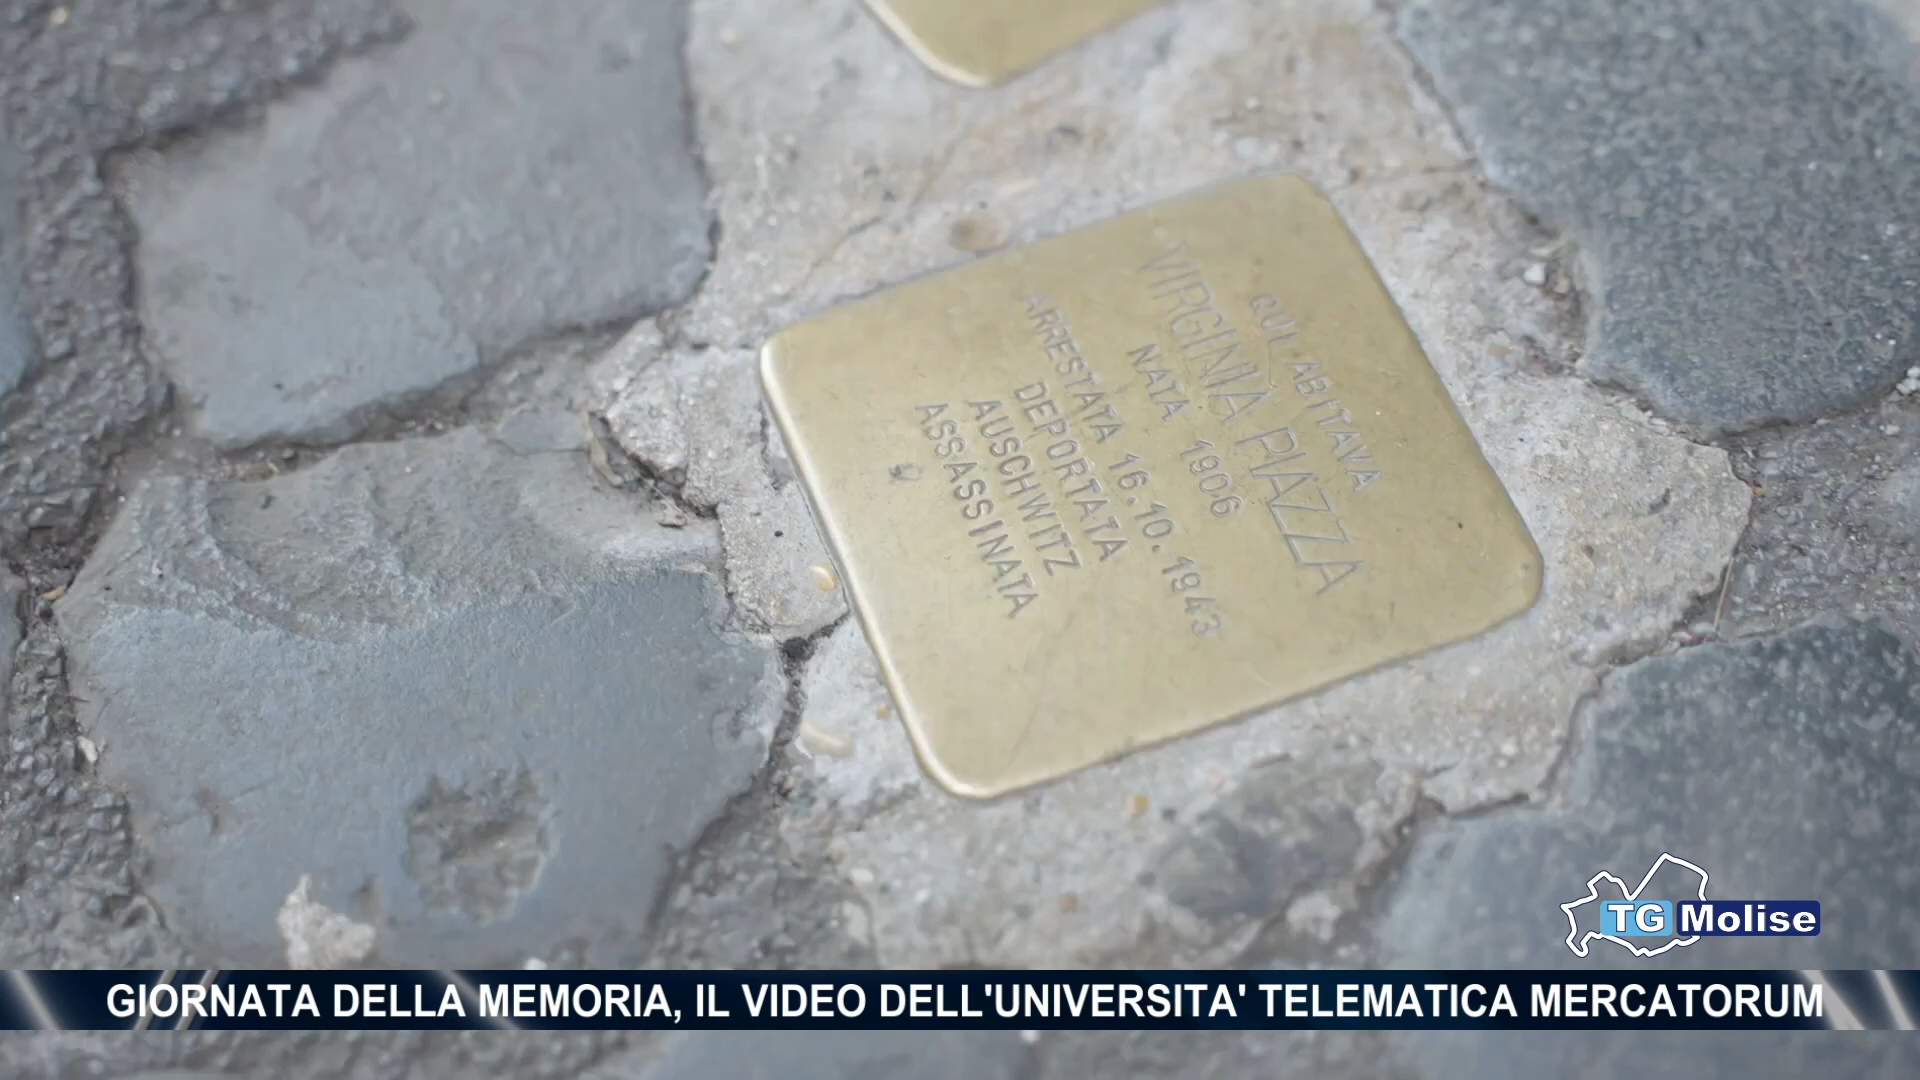 QUI ABITAVA
VIRGINIA PIAZZA
NATA 1906
ARRESTATA 16.10.1943
DEPORTATA
AUSCHWITZ
ASSASSINATA
TG Molise
GIORNATA DELLA MEMORIA, IL VIDEO DELL'UNIVERSITA' TELEMATICA MERCATORUM